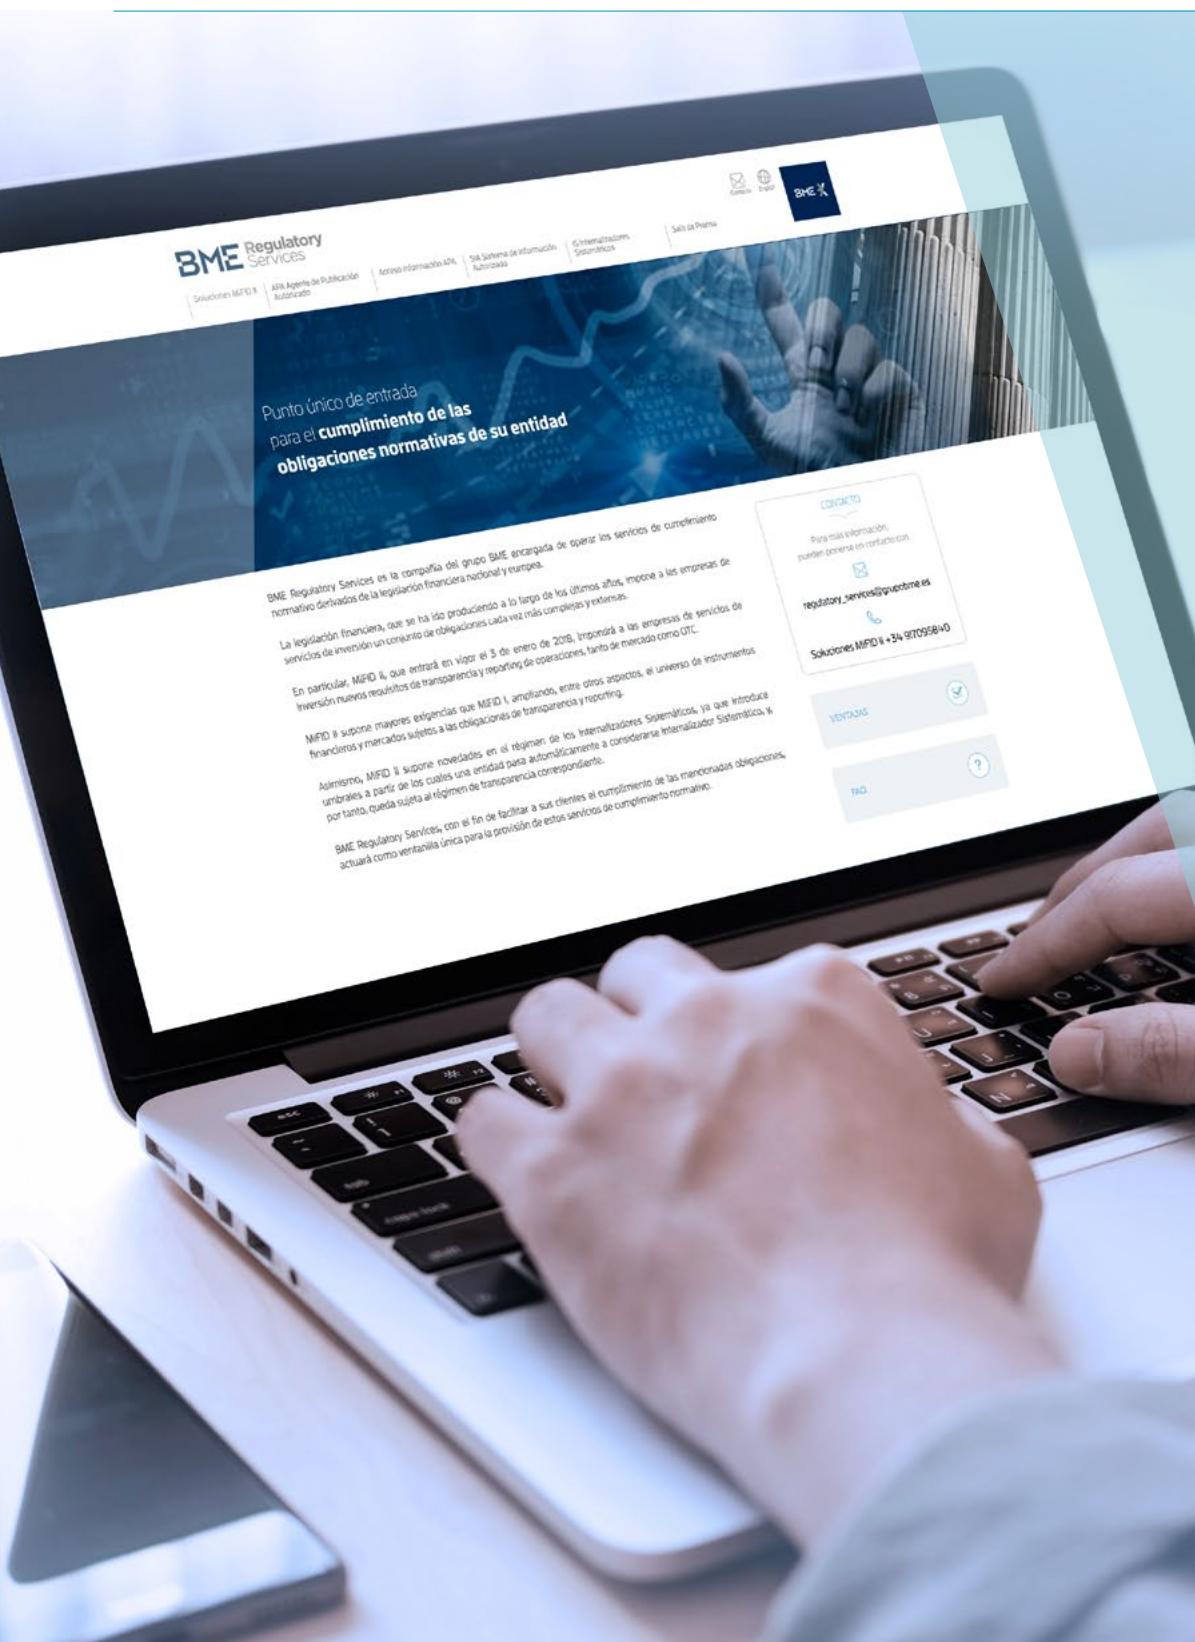 BME Regulatory
Services
Contacto
English
BME X
Soluciones MiFID II
APA Agente de Publicación
Autorizado
Acceso Información APA
SIA Sistema de Información
Autorizado
IS Internalizadores
Sistemáticos
Sala de Prensa
Punto único de entrada
para el cumplimiento de las
obligaciones normativas de su entidad
BME Regulatory Services es la compañía del grupo BME encargada de operar los servicios de cumplimiento
normativo derivados de la legislación financiera nacional y europea.
La legislación financiera, que se ha ido produciendo a lo largo de los últimos años, impone a las empresas de
servicios de inversión un conjunto de obligaciones cada vez más complejas y extensas.
En particular, MiFID II, que entrará en vigor el 3 de enero de 2018, impondrá a las empresas de servicios de
inversión nuevos requisitos de transparencia y reporting de operaciones, tanto de mercado como OTC.
MiFID II supone mayores exigencias que MiFID I, ampliando, entre otros aspectos, el universo de instrumentos
financieros y mercados sujetos a las obligaciones de transparencia y reporting.
Asimismo, MiFID II supone novedades en el régimen de los Internalizadores Sistemáticos, ya que introduce
umbrales a partir de los cuales una entidad pasa automáticamente a considerarse Internalizador Sistemático, y,
por tanto, queda sujeta al régimen de transparencia correspondiente.
BME Regulatory Services, con el fin de facilitar a sus clientes el cumplimiento de las mencionadas obligaciones,
actuará como ventanilla única para la provisión de estos servicios de cumplimiento normativo.
CONTACTO
Para más información,
pueden ponerse en contacto con:
regulatory_services@grupobme.es
Soluciones MiFID II +34 917095840
VENTAJAS
FAQ
?
esc
F1
F2
~
!
1
tab
caps lock
shift
Z
U
J
N